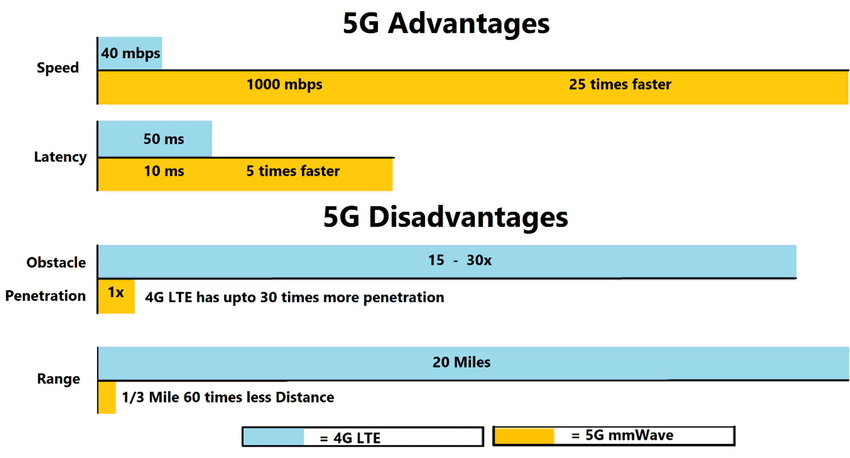 5G Advantages
40 mbps
Speed
1000 mbps 25 times faster
50 ms
Latency
10 ms 5 times faster
5G Disadvantages
Obstacle 15 - 30x
Penetration 1x 4G LTE has upto 30 times more penetration
20 Miles
Range
1/3 Mile 60 times less Distance
= 4G LTE = 5G mmWave